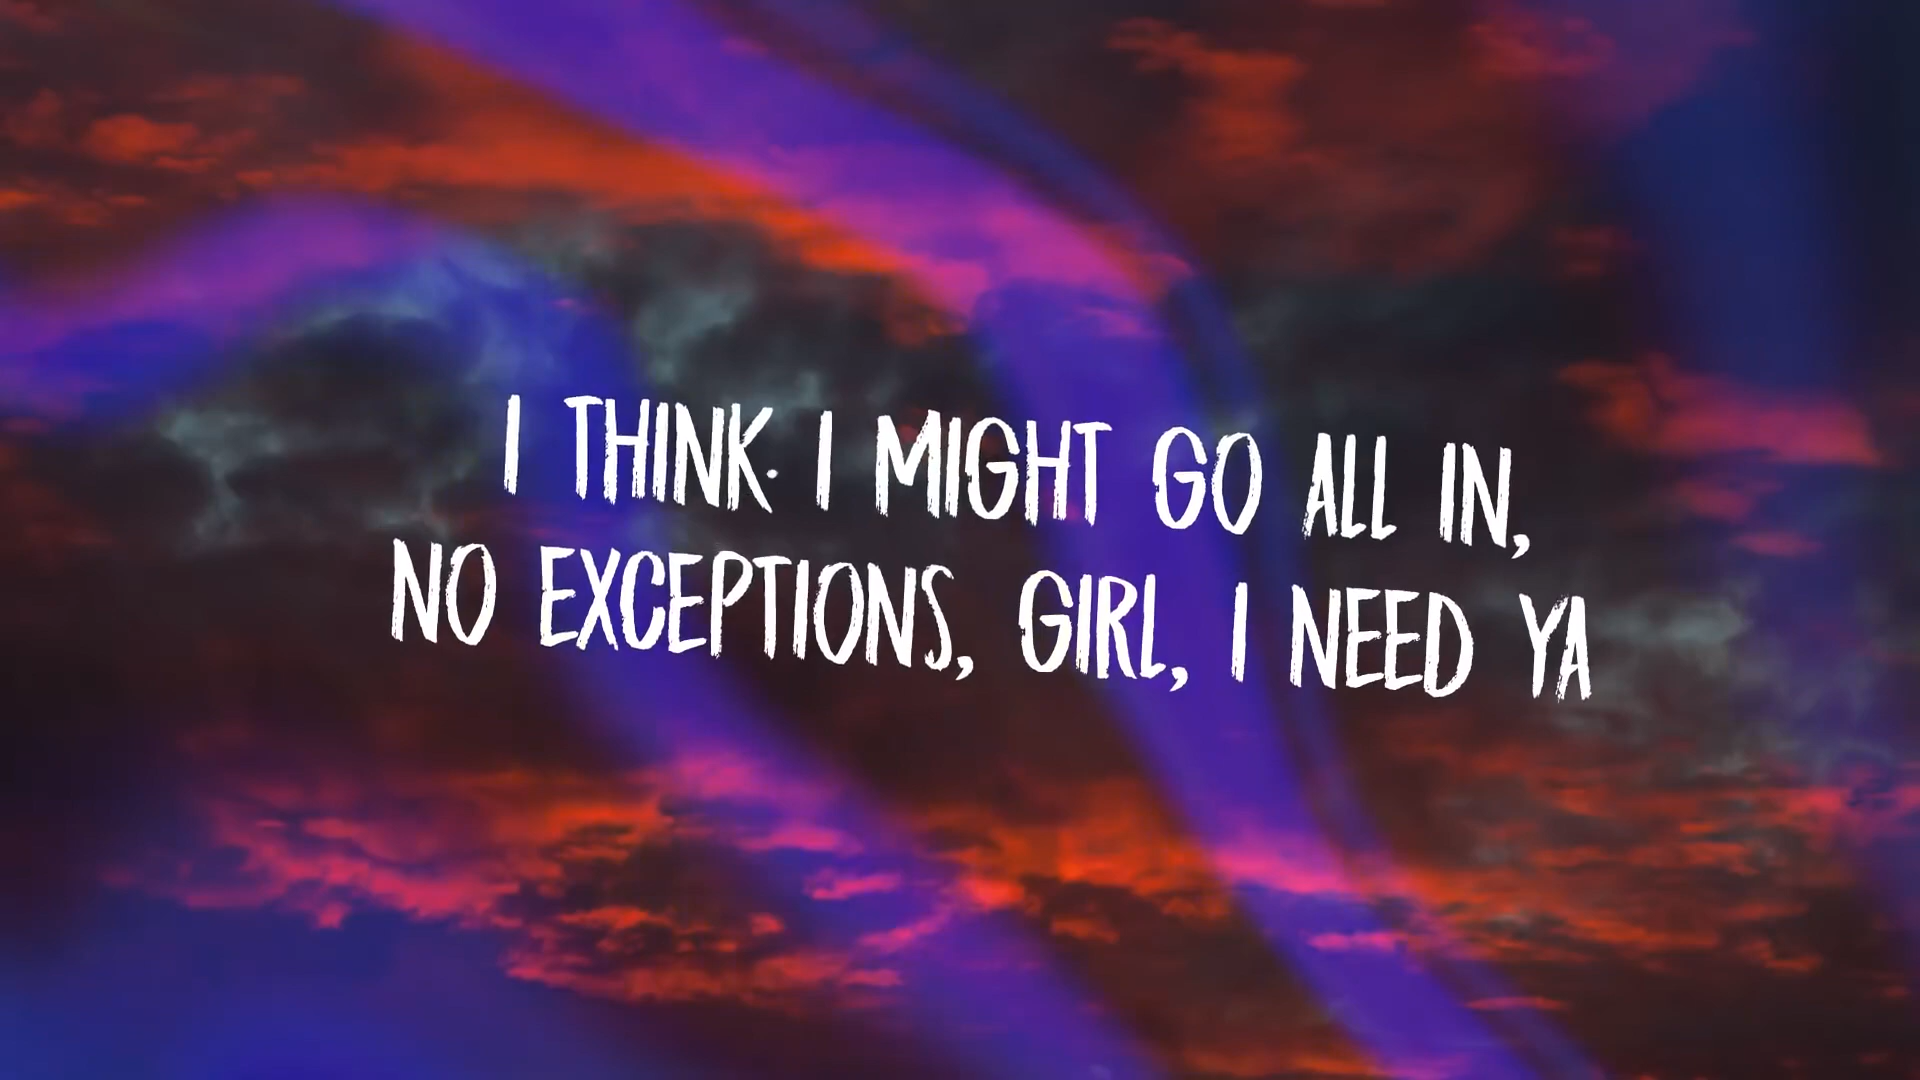 I THINK I MIGHT GO ALL IN,
NO EXCEPTIONS, GIRL, I NEED YA